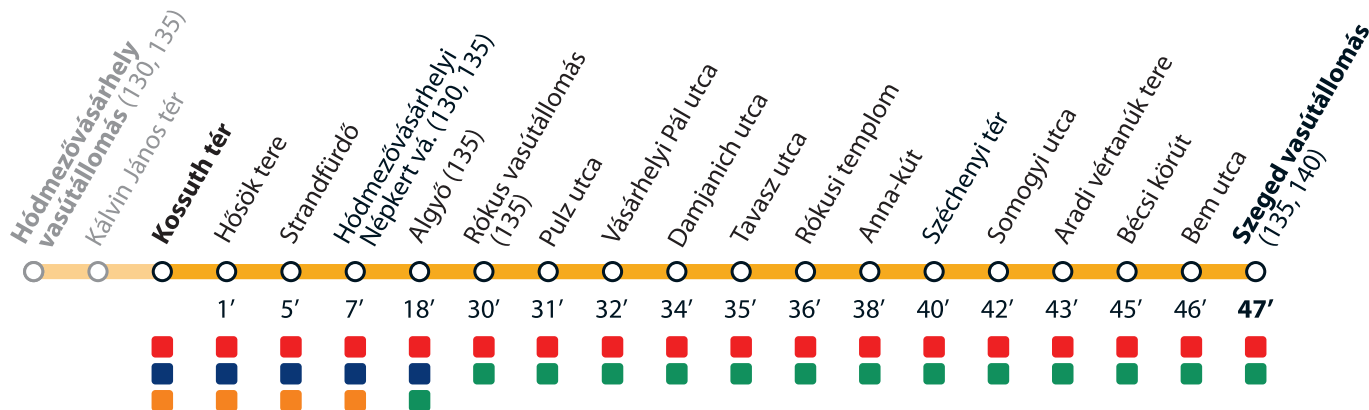 Hódmezővásárhely
vasútállomás (130, 135)
Kálvin János tér
Kossuth tér
Hősök tere
Strandfürdő
Hódmezővásárhelyi
Népkert vá. (130, 135)
Algyő (135)
Rókus vasútállomás
(135)
Pulz utca
Vásárhelyi Pál utca
Damjanich utca
Tavasz utca
Rókusi templom
Anna-kút
Széchenyi tér
Somogyi utca
Aradi vértanúk tere
Bécsi körút
Bem utca
Szeged vasútállomás
(135, 140)
1’ 5’ 7’ 18’ 30’ 31’ 32’ 34’ 35’ 36’ 38’ 40’ 42’ 43’ 45’ 46’ 47’